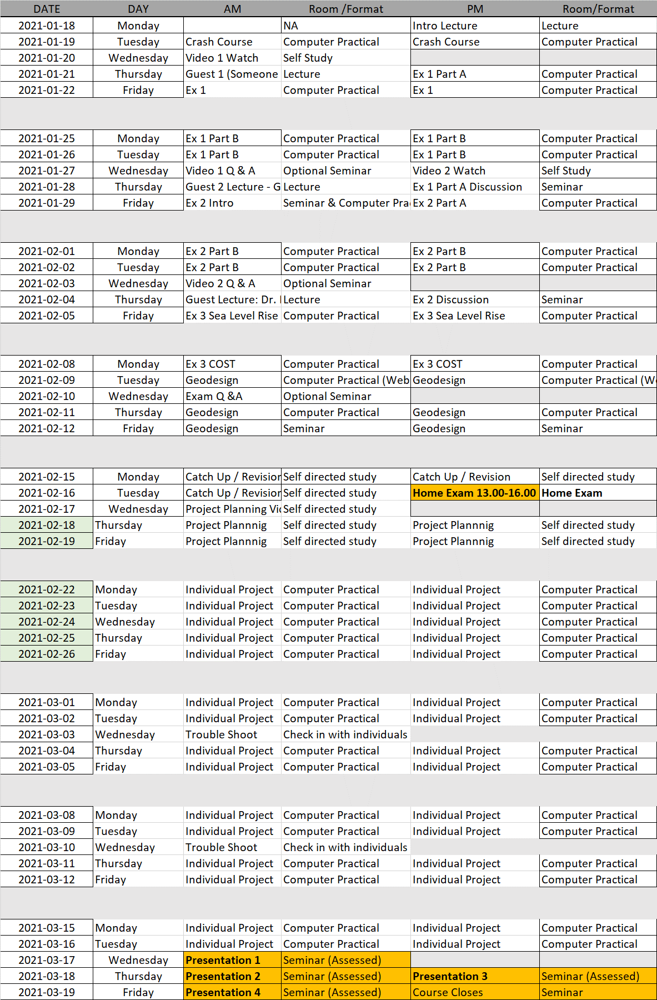 DATE DAY AM Room /Format PM Room/Format
2021-01-18 Monday NA Intro Lecture Lecture
2021-01-19 Tuesday Crash Course Computer Practical Crash Course Computer Practical
2021-01-20 Wednesday Video 1 Watch Self Study
2021-01-21 Thursday Guest 1 (Someone Lecture Ex 1 Part A Computer Practical
2021-01-22 Friday Ex 1 Computer Practical Ex 1 Computer Practical
2021-01-25 Monday Ex 1 Part B Computer Practical Ex 1 Part B Computer Practical
2021-01-26 Tuesday Ex 1 Part B Computer Practical Ex 1 Part B Computer Practical
2021-01-27 Wednesday Video 1 Q & A Optional Seminar Video 2 Watch Self Study
2021-01-28 Thursday Guest 2 Lecture - G Lecture Ex 1 Part A Discussion Seminar
2021-01-29 Friday Ex 2 Intro Seminar & Computer Pra Ex 2 Part A Computer Practical
2021-02-01 Monday Ex 2 Part B Computer Practical Ex 2 Part B Computer Practical
2021-02-02 Tuesday Ex 2 Part B Computer Practical Ex 2 Part B Computer Practical
2021-02-03 Wednesday Video 2 Q & A Optional Seminar
2021-02-04 Thursday Guest Lecture: Dr. Lecture Ex 2 Discussion Seminar
2021-02-05 Friday Ex 3 Sea Level Rise Computer Practical Ex 3 Sea Level Rise Computer Practical
2021-02-08 Monday Ex 3 COST Computer Practical Ex 3 COST Computer Practical
2021-02-09 Tuesday Geodesign Computer Practical (Web Geodesign Computer Practical (We
2021-02-10 Wednesday Exam Q &A Optional Seminar
2021-02-11 Thursday Geodesign Computer Practical Geodesign Computer Practical
2021-02-12 Friday Geodesign Seminar Geodesign Seminar
2021-02-15 Monday Catch Up / Revision Self directed study Catch Up / Revision Self directed study
2021-02-16 Tuesday Catch Up / Revision Self directed study Home Exam 13.00-16.00 Home Exam
2021-02-17 Wednesday Project Planning Vi Self directed study
2021-02-18 Thursday Project Plannnig Self directed study Project Plannnig Self directed study
2021-02-19 Friday Project Plannnig Self directed study Project Plannnig Self directed study
2021-02-22 Monday Individual Project Computer Practical Individual Project Computer Practical
2021-02-23 Tuesday Individual Project Computer Practical Individual Project Computer Practical
2021-02-24 Wednesday Individual Project Computer Practical Individual Project Computer Practical
2021-02-25 Thursday Individual Project Computer Practical Individual Project Computer Practical
2021-02-26 Friday Individual Project Computer Practical Individual Project Computer Practical
2021-03-01 Monday Individual Project Computer Practical Individual Project Computer Practical
2021-03-02 Tuesday Individual Project Computer Practical Individual Project Computer Practical
2021-03-03 Wednesday Trouble Shoot Check in with individuals
2021-03-04 Thursday Individual Project Computer Practical Individual Project Computer Practical
2021-03-05 Friday Individual Project Computer Practical Individual Project Computer Practical
2021-03-08 Monday Individual Project Computer Practical Individual Project Computer Practical
2021-03-09 Tuesday Individual Project Computer Practical Individual Project Computer Practical
2021-03-10 Wednesday Trouble Shoot Check in with individuals
2021-03-11 Thursday Individual Project Computer Practical Individual Project Computer Practical
2021-03-12 Friday Individual Project Computer Practical Individual Project Computer Practical
2021-03-15 Monday Individual Project Computer Practical Individual Project Computer Practical
2021-03-16 Tuesday Individual Project Computer Practical Individual Project Computer Practical
2021-03-17 Wednesday Presentation 1 Seminar (Assessed)
2021-03-18 Thursday Presentation 2 Seminar (Assessed) Presentation 3 Seminar (Assessed)
2021-03-19 Friday Presentation 4 Seminar (Assessed) Course Closes Seminar